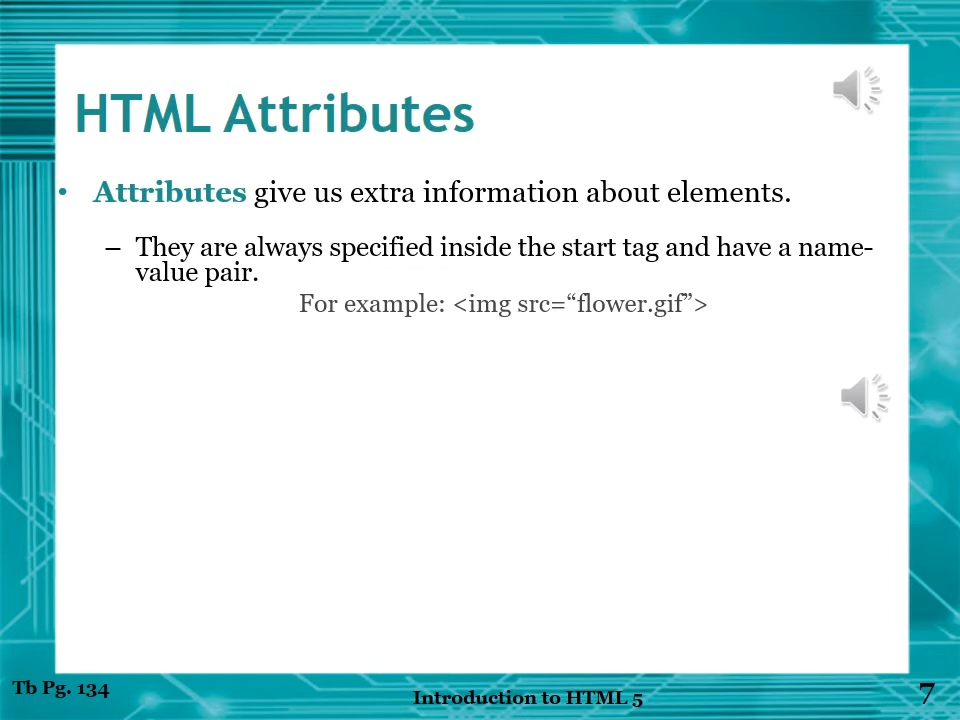 HTML Attributes
• Attributes give us extra information about elements.
– They are always specified inside the start tag and have a name-
value pair.
For example: <img src=“flower.gif”>
Tb Pg. 134
Introduction to HTML 5
7